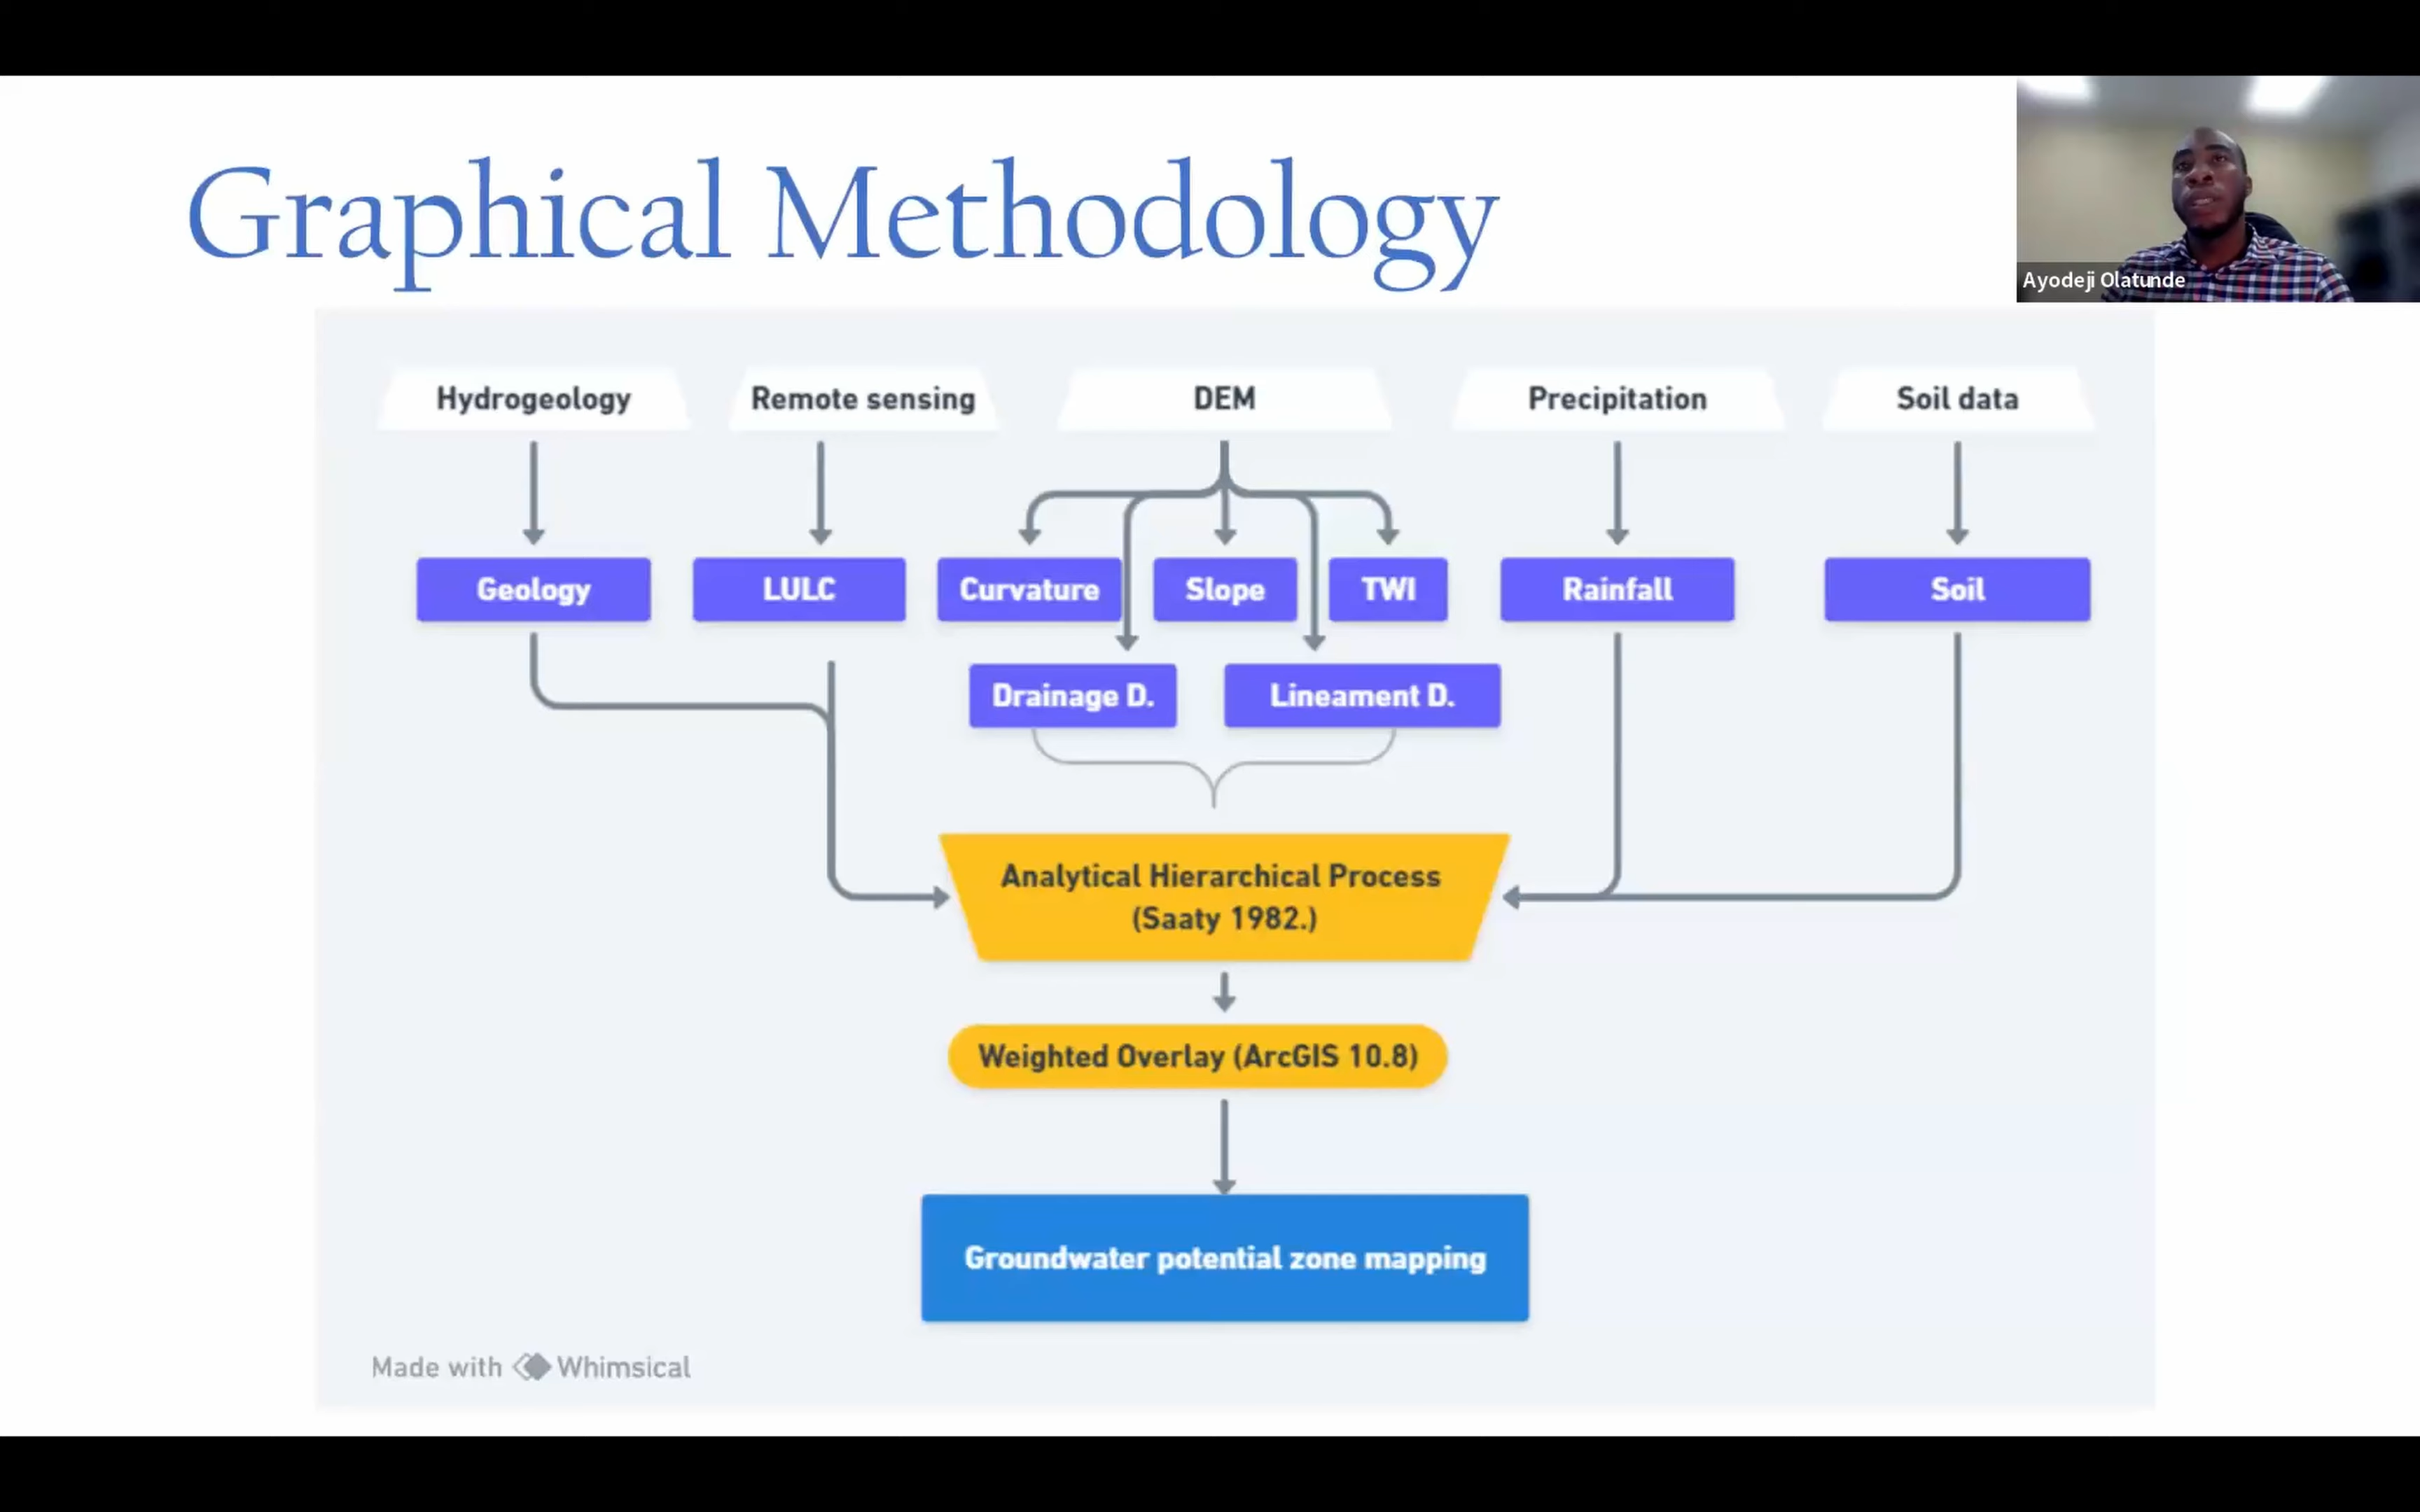 Graphical Methodology
Ayodeji Olatunde
Hydrogeology
Remote sensing
DEM
Precipitation
Soil data
Geology
LULC
Curvature
Slope
TWI
Rainfall
Soil
Drainage D.
Lineament D.
Analytical Hierarchical Process
(Saaty 1982.)
Weighted Overlay (ArcGIS 10.8)
Groundwater potential zone mapping
Made with Whimsical